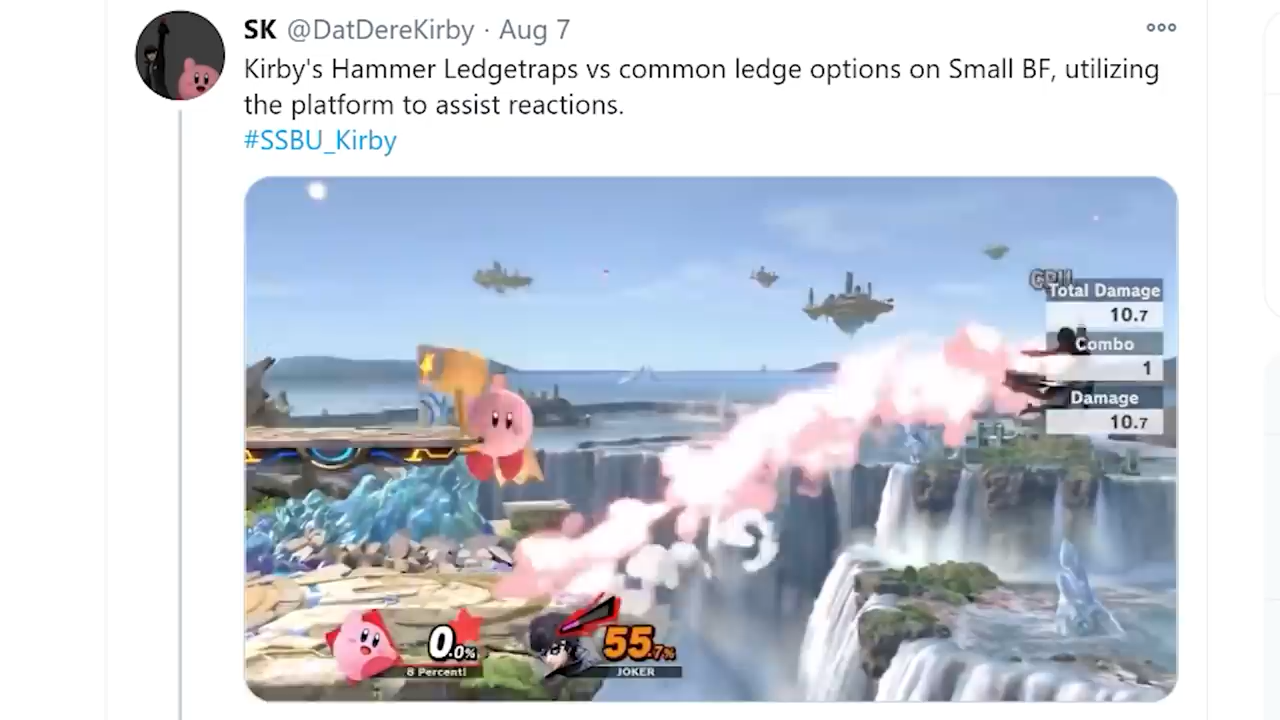 SK @DatDereKirby · Aug 7
Kirby's Hammer Ledgetraps vs common ledge options on Small BF, utilizing
the platform to assist reactions.
#SSBU_Kirby
CPU
Total Damage
10.7
Combo
1
Damage
10.7
0.0%
8 Percent!
55.7%
JOKER